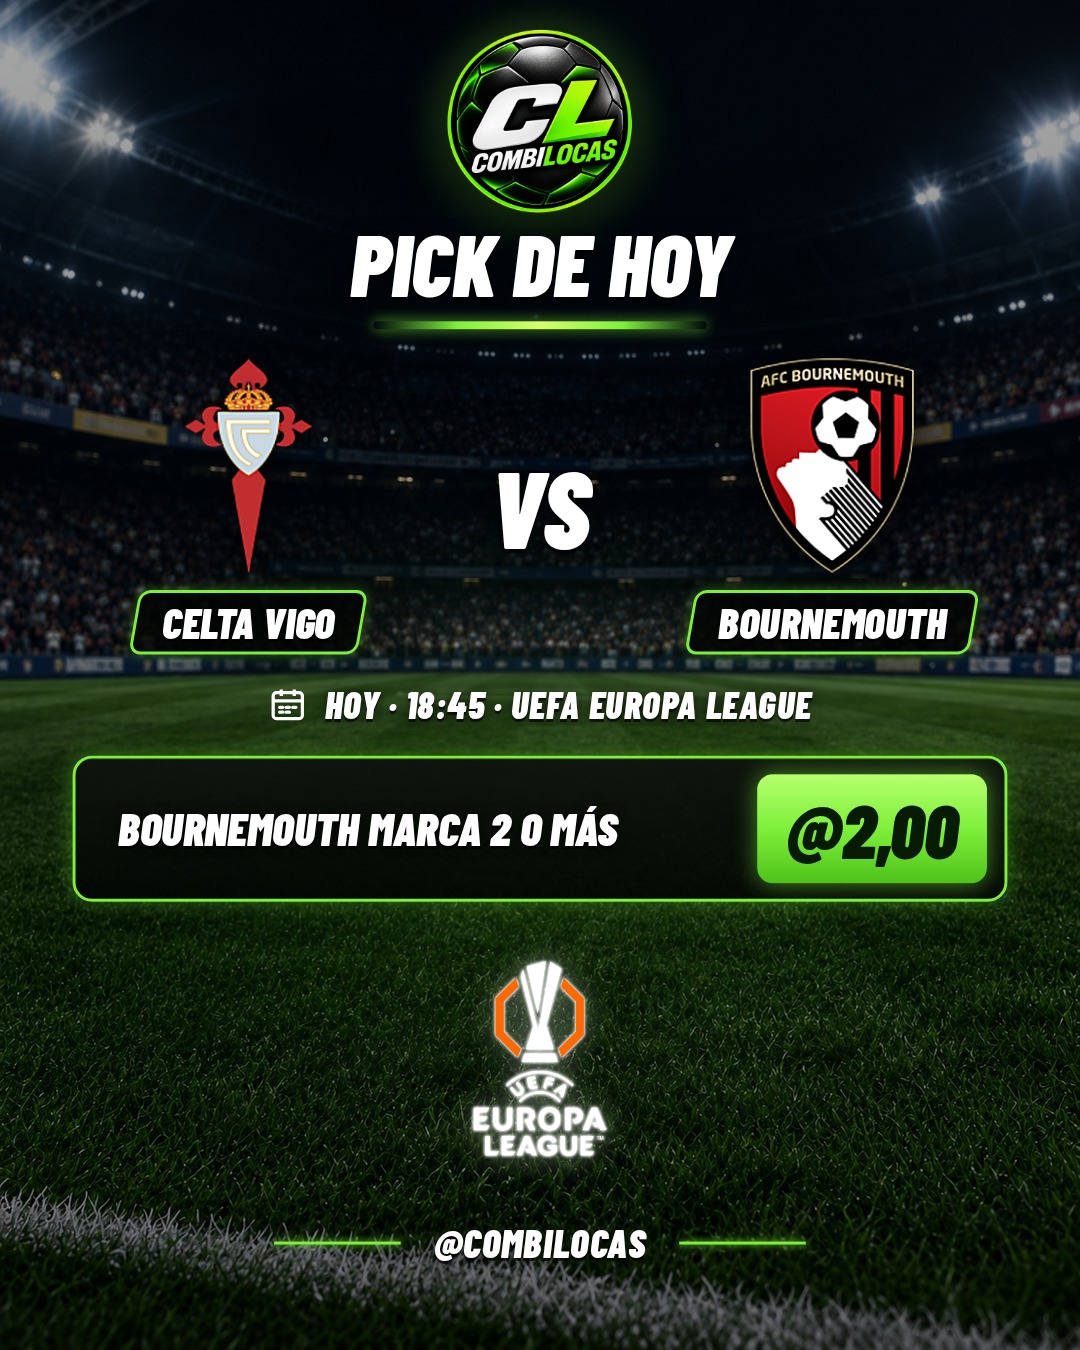 CL
COMBILOCAS
PICK DE HOY
AFC BOURNEMOUTH
VS
CELTA VIGO
BOURNEMOUTH
HOY · 18:45 · UEFA EUROPA LEAGUE
BOURNEMOUTH MARCA 2 O MÁS
@2,00
UEFA
EUROPA
LEAGUE™
@COMBILOCAS